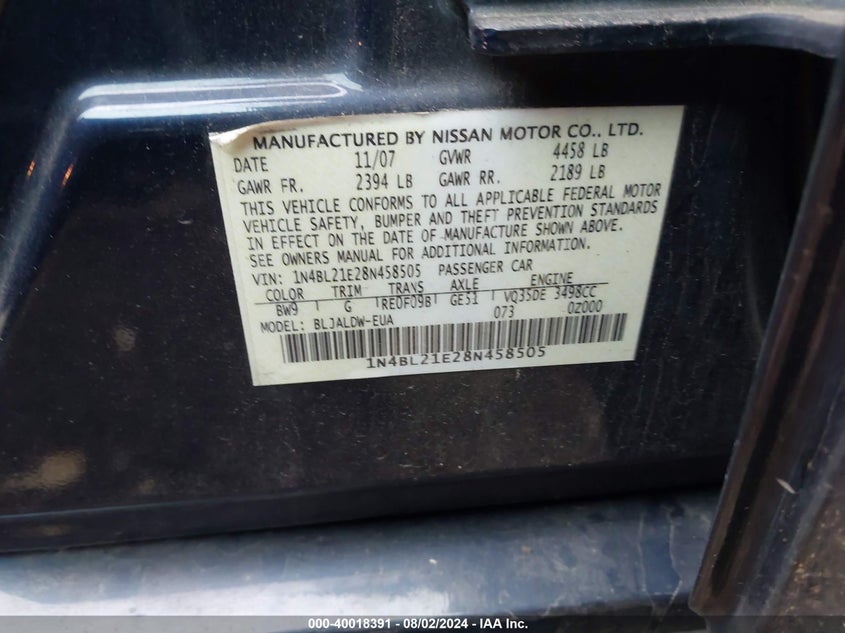 MANUFACTURED BY NISSAN MOTOR CO., LTD.
DATE 11/07 GVWR 4458 LB
GAWR FR. 2394 LB GAWR RR. 2189 LB
THIS VEHICLE CONFORMS TO ALL APPLICABLE FEDERAL MOTOR
VEHICLE SAFETY, BUMPER AND THEFT PREVENTION STANDARDS
IN EFFECT ON THE DATE OF MANUFACTURE SHOWN ABOVE.
SEE OWNERS MANUAL FOR ADDITIONAL INFORMATION.
VIN: 1N4BL21E28N458505 PASSENGER CAR
COLOR TRIM TRANS AXLE ENGINE
BW9 G RE0F09B GE51 VQ35DE 3498CC
MODEL: BLJALDW-EUA 073 0Z000
1N4BL21E28N458505
000-40018391 - 08/02/2024 - IAA Inc.